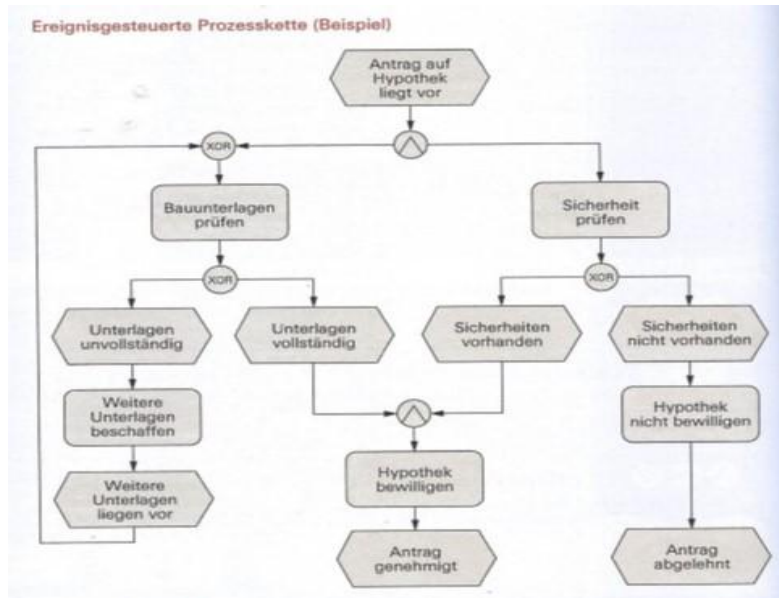 Ereignisgesteuerte Prozesskette (Beispiel)
Antrag auf
Hypothek
liegt vor
XOR
Bauunterlagen
prüfen
Sicherheit
prüfen
XOR
XOR
Unterlagen
unvollständig
Unterlagen
vollständig
Sicherheiten
vorhanden
Sicherheiten
nicht vorhanden
Weitere
Unterlagen
beschaffen
Hypothek
nicht bewilligen
Hypothek
bewilligen
Weitere
Unterlagen
liegen vor
Antrag
genehmigt
Antrag
abgelehnt